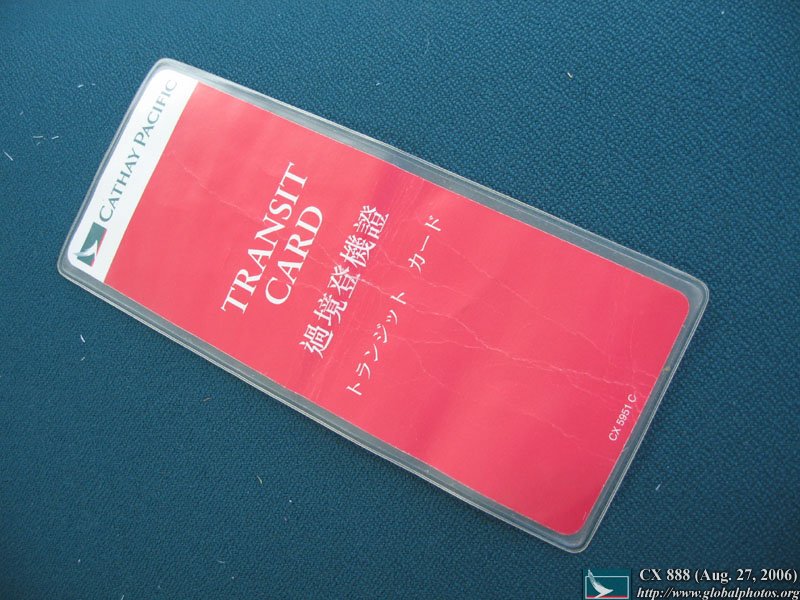 CATHAY PACIFIC
TRANSIT
CARD
過境登機證
トランジット カード
CX 5951 C
CX 888 (Aug. 27, 2006)
http://www.globalphotos.org